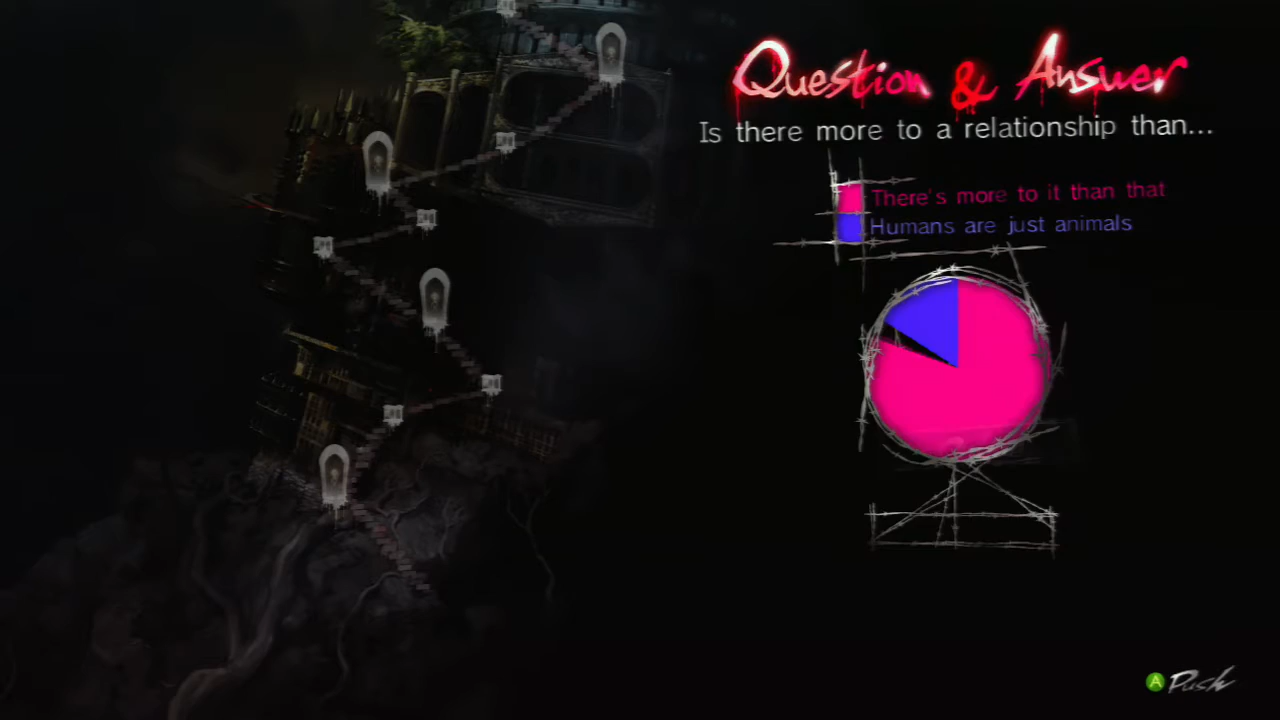 Question & Answer
Is there more to a relationship than...
There's more to it than that
Humans are just animals
A Push